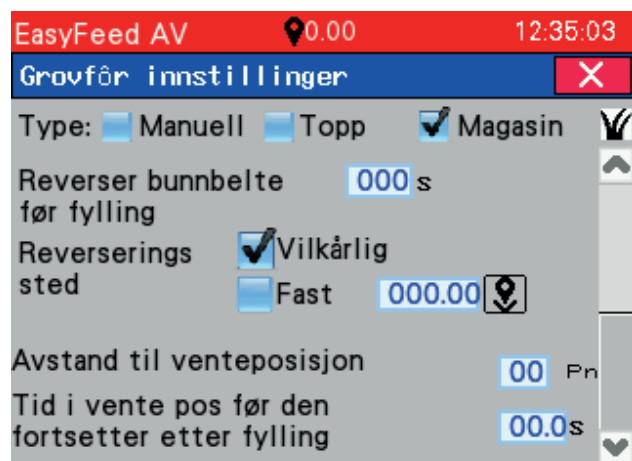 EasyFeed AV 0.00 12:35:03
Grovfôr innstillinger
Type: Manuell Topp Magasin
Reverser bunnbelte 000 s
før fylling
Reverserings Vilkårlig
sted Fast 000.00
Avstand til venteposisjon 00 Pn
Tid i vente pos før den
fortsetter etter fylling 00.0s